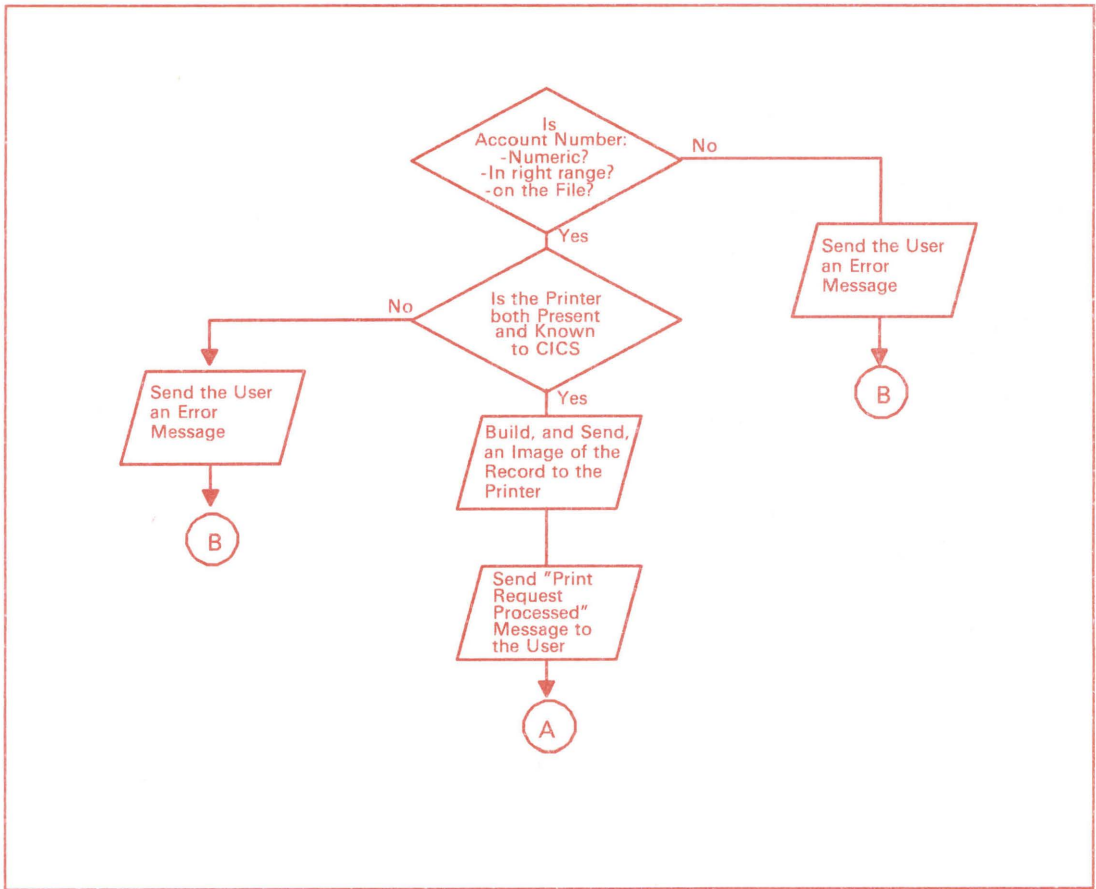 Is
Account Number:
-Numeric?
-In right range?
-on the File?
No
Yes
Send the User
an Error
Message
B
Is the Printer
both Present
and Known
to CICS
No
Send the User
an Error
Message
B
Yes
Build, and Send,
an Image of the
Record to the
Printer
Send "Print
Request
Processed"
Message to
the User
A